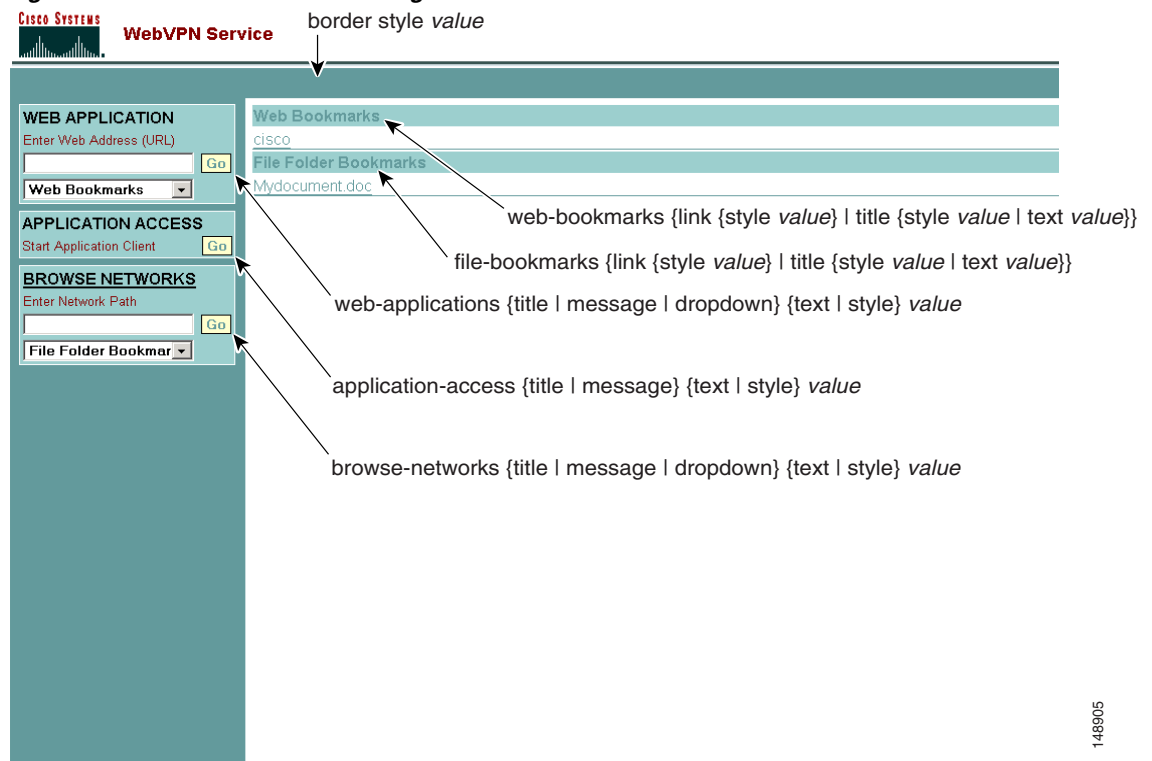 CISCO SYSTEMS
WebVPN Service
border style value
WEB APPLICATION
Enter Web Address (URL)
Go
Web Bookmarks
APPLICATION ACCESS
Start Application Client
Go
BROWSE NETWORKS
Enter Network Path
Go
File Folder Bookmar
Web Bookmarks
cisco
File Folder Bookmarks
Mydocument.doc
web-bookmarks {link {style value} | title {style value | text value}}
file-bookmarks {link {style value} | title {style value | text value}}
web-applications {title | message | dropdown} {text | style} value
application-access {title | message} {text | style} value
browse-networks {title | message | dropdown} {text | style} value
148905